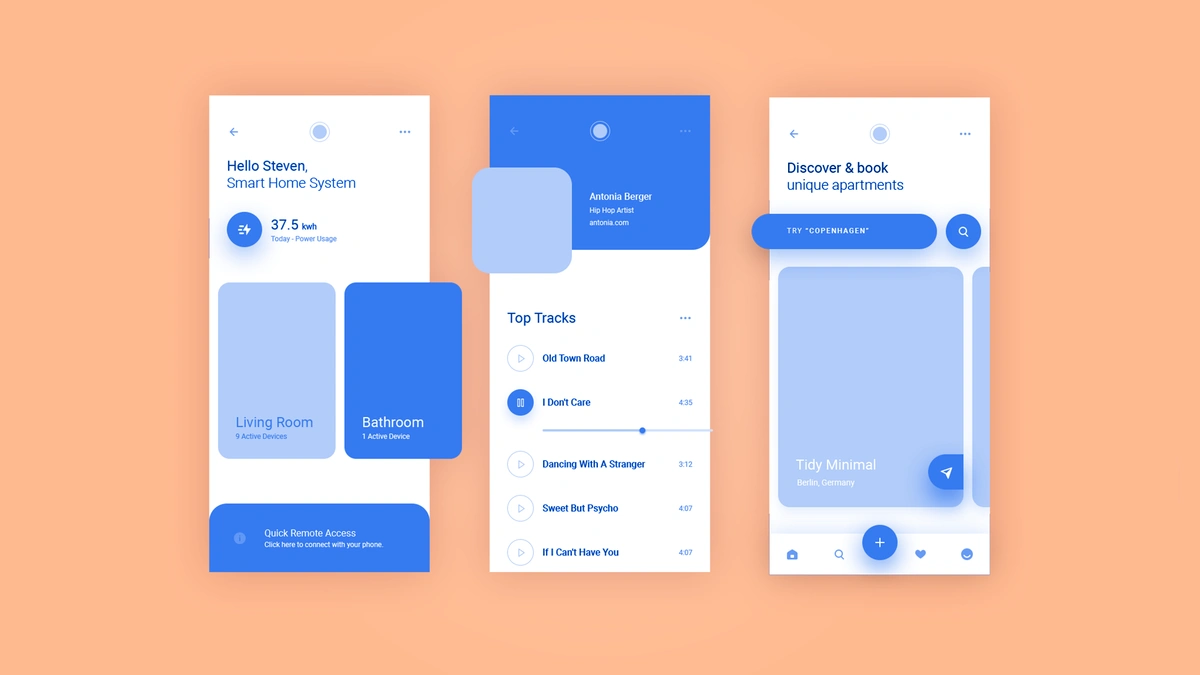 Hello Steven,
Smart Home System
37.5 kwh
Today - Power Usage
Living Room
9 Active Devices
Bathroom
1 Active Device
Quick Remote Access
Click here to connect with your phone.
Antonia Berger
Hip Hop Artist
antonia.com
Top Tracks
Old Town Road 3:41
I Don't Care 4:35
Dancing With A Stranger 3:12
Sweet But Psycho 4:07
If I Can't Have You 4:07
Discover & book
unique apartments
TRY "COPENHAGEN"
Tidy Minimal
Berlin, Germany